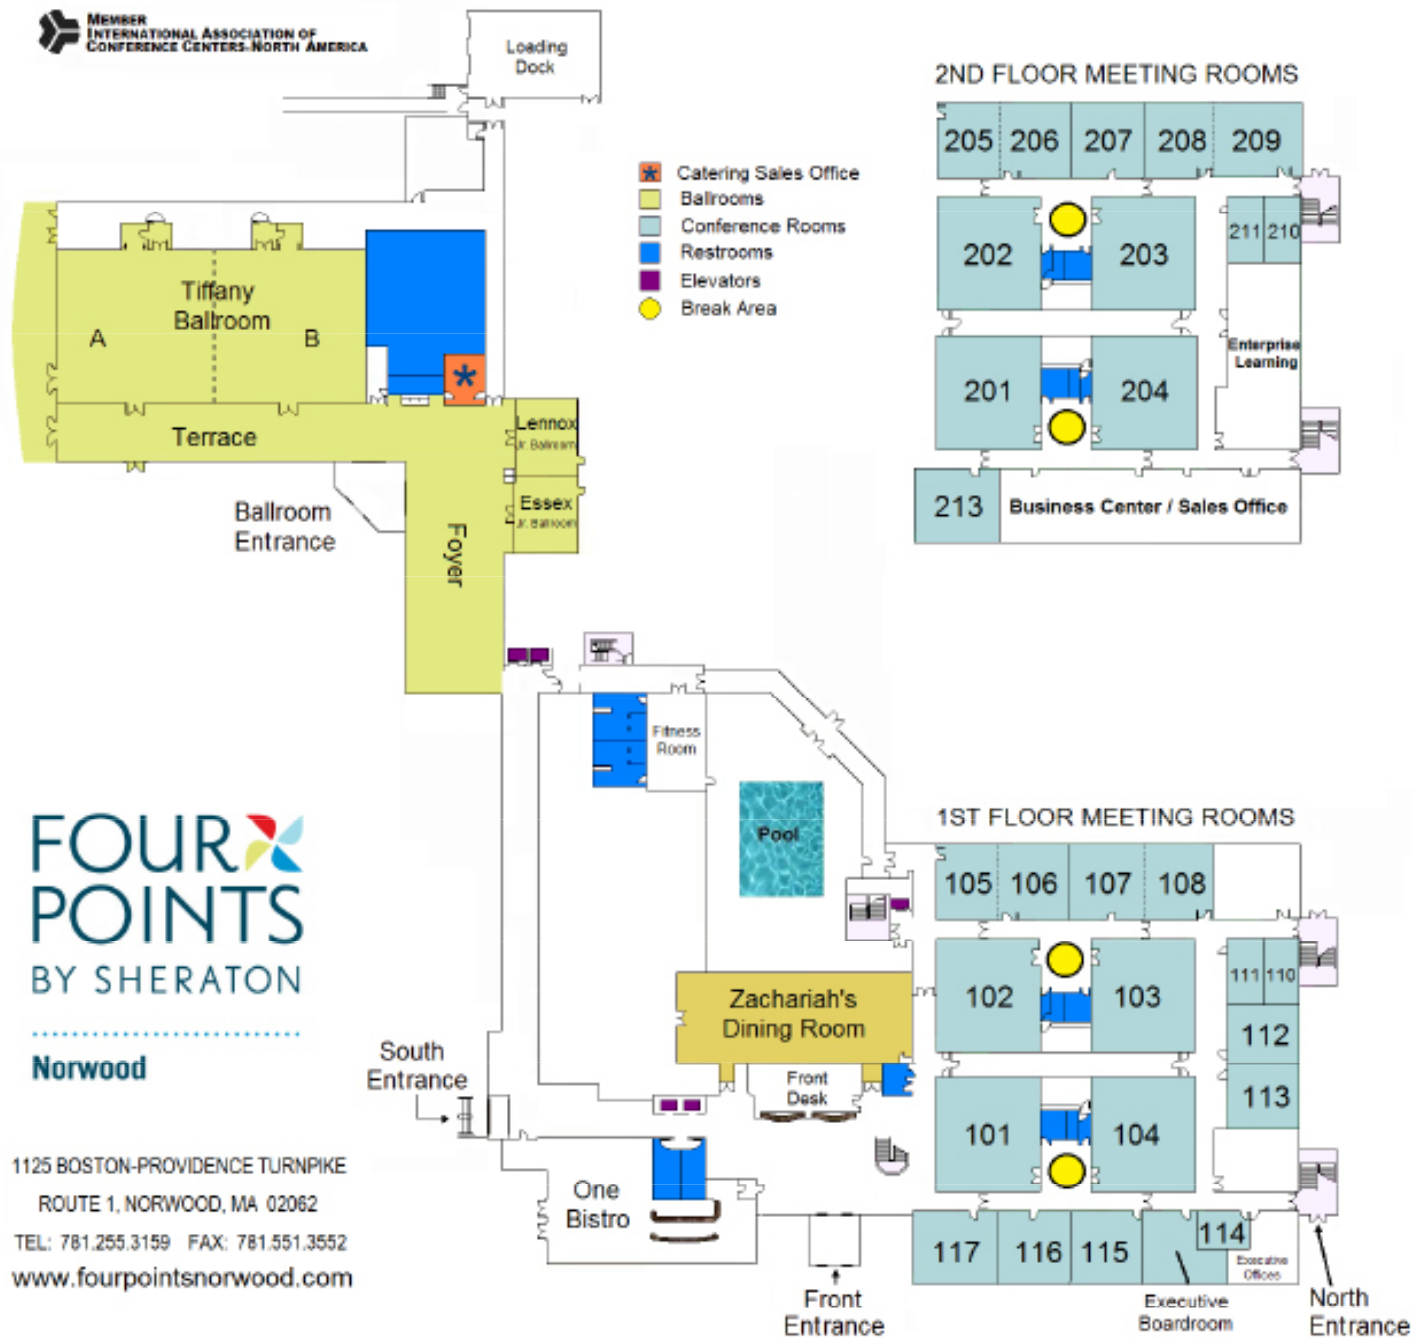 MEMBER
INTERNATIONAL ASSOCIATION OF
CONFERENCE CENTERS-NORTH AMERICA
Loading
Dock
2ND FLOOR MEETING ROOMS
205 206 207 208 209
Catering Sales Office
Ballrooms
Conference Rooms
Restrooms
Elevators
Break Area
202 203 211 210
Tiffany
Ballroom
A B
Enterprise
Learning
201 204
Terrace
Lennox
Jr. Ballroom
Essex
Jr. Ballroom
213 Business Center / Sales Office
Ballroom
Entrance
Foyer
Fitness
Room
Pool
1ST FLOOR MEETING ROOMS
105 106 107 108
FOUR
POINTS
BY SHERATON
Norwood
102 103 111 110
Zachariah's
Dining Room
112
South
Entrance
Front
Desk
113
101 104
1125 BOSTON-PROVIDENCE TURNPIKE
ROUTE 1, NORWOOD, MA 02062
TEL: 781.255.3159 FAX: 781.551.3552
www.fourpointsnorwood.com
One
Bistro
117 116 115 114
Executive
Offices
Front
Entrance
Executive
Boardroom
North
Entrance